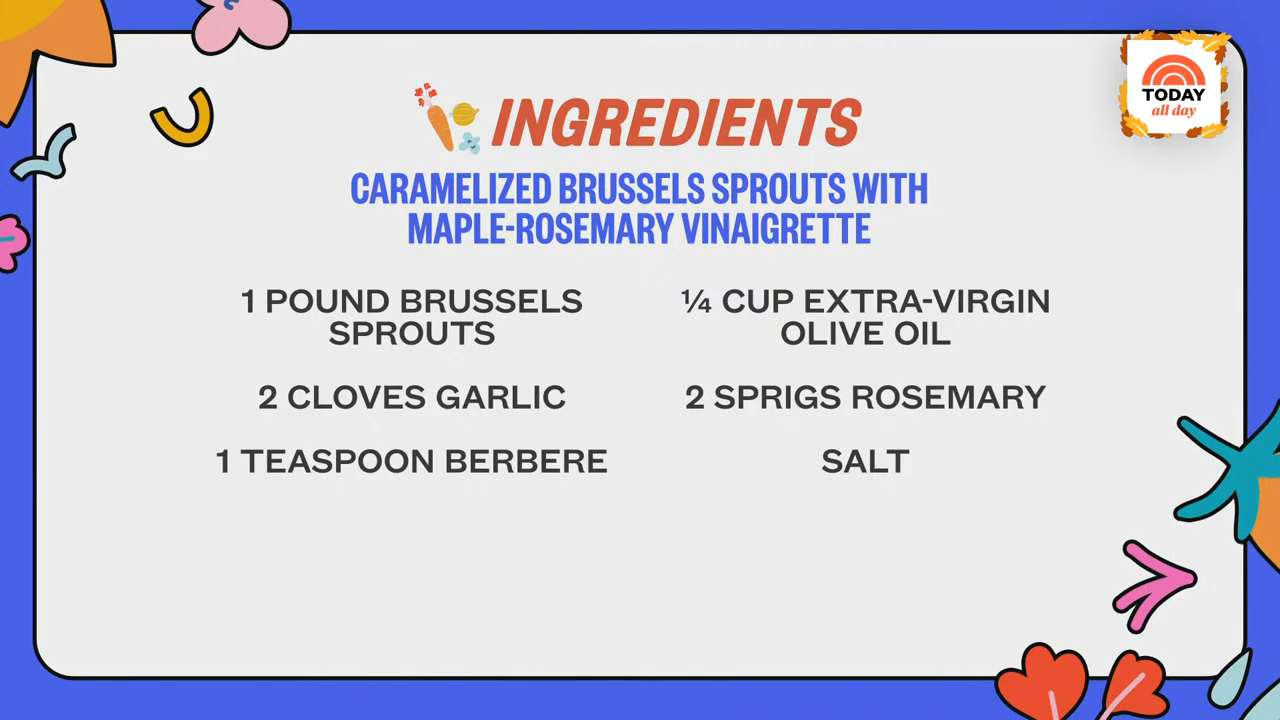 TODAY
all day
INGREDIENTS
CARAMELIZED BRUSSELS SPROUTS WITH
MAPLE-ROSEMARY VINAIGRETTE
1 POUND BRUSSELS
SPROUTS
2 CLOVES GARLIC
1 TEASPOON BERBERE
¼ CUP EXTRA-VIRGIN
OLIVE OIL
2 SPRIGS ROSEMARY
SALT